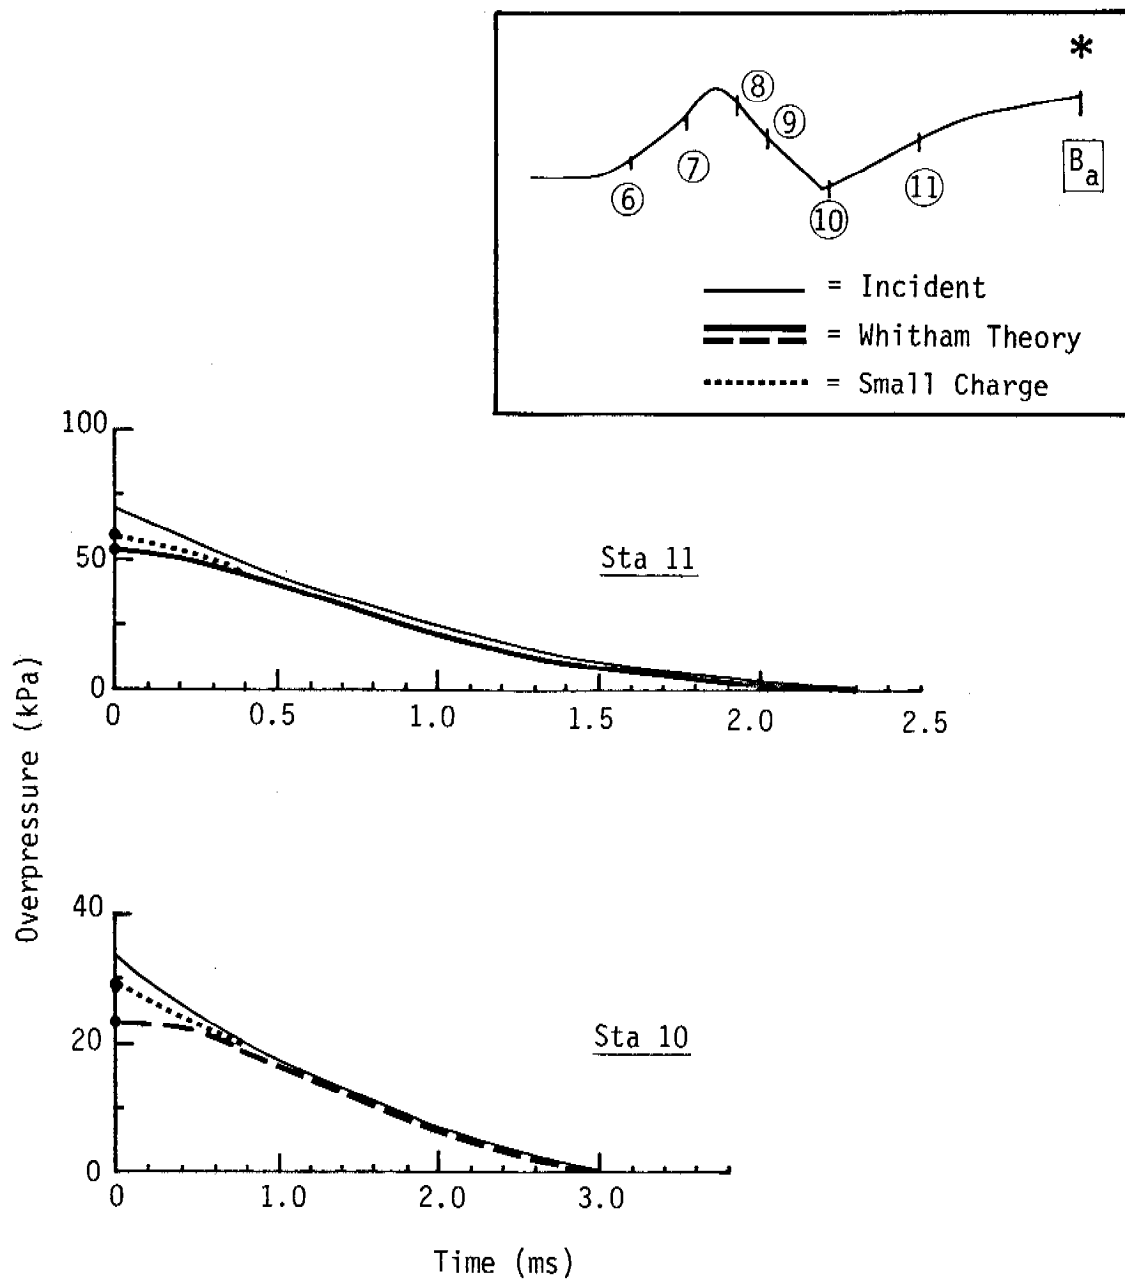 *
⑧
⑨
⑦
⑥
⑩
⑪
Ba
= Incident
= Whitham Theory
= Small Charge
100
50
0
Sta 11
0 0.5 1.0 1.5 2.0 2.5
Overpressure (kPa)
40
20
0
Sta 10
0 1.0 2.0 3.0
Time (ms)